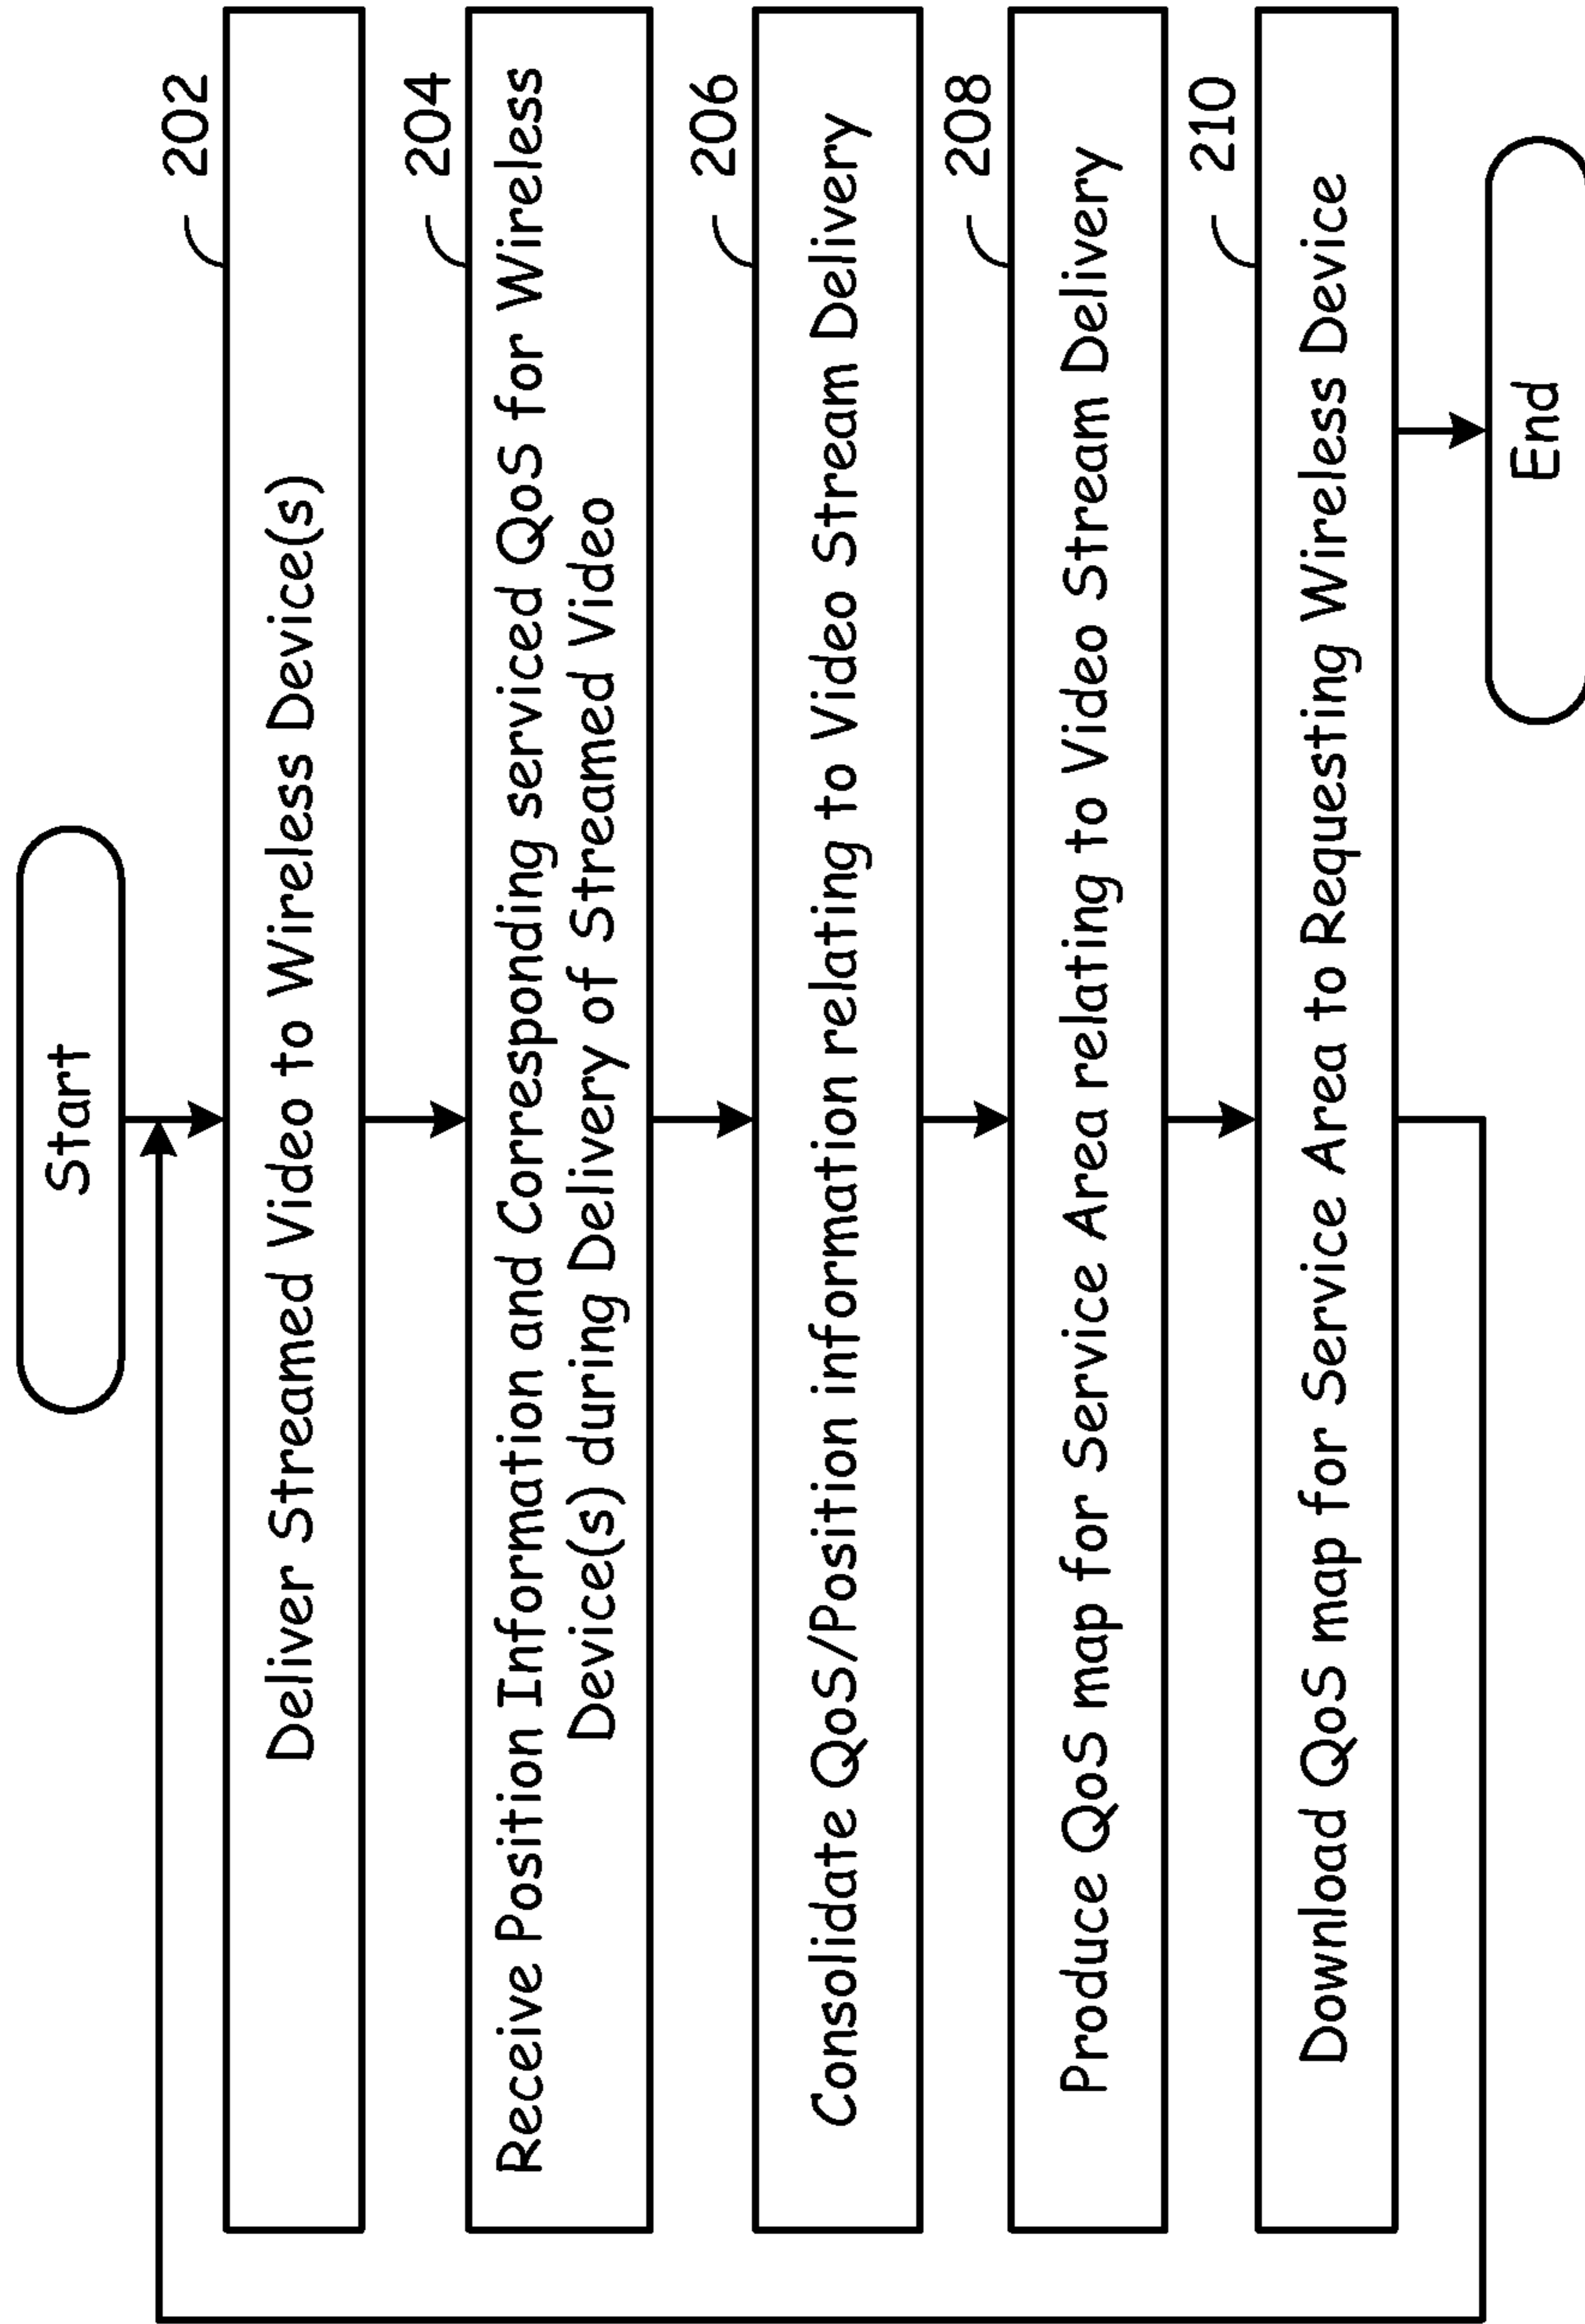 Start
202
Deliver Streamed Video to Wireless Device(s)
204
Receive Position Information and Corresponding serviced QoS for Wireless
Device(s) during Delivery of Streamed Video
206
Consolidate QoS/Position information relating to Video Stream Delivery
208
Produce QoS map for Service Area relating to Video Stream Delivery
210
Download QoS map for Service Area to Requesting Wireless Device
End